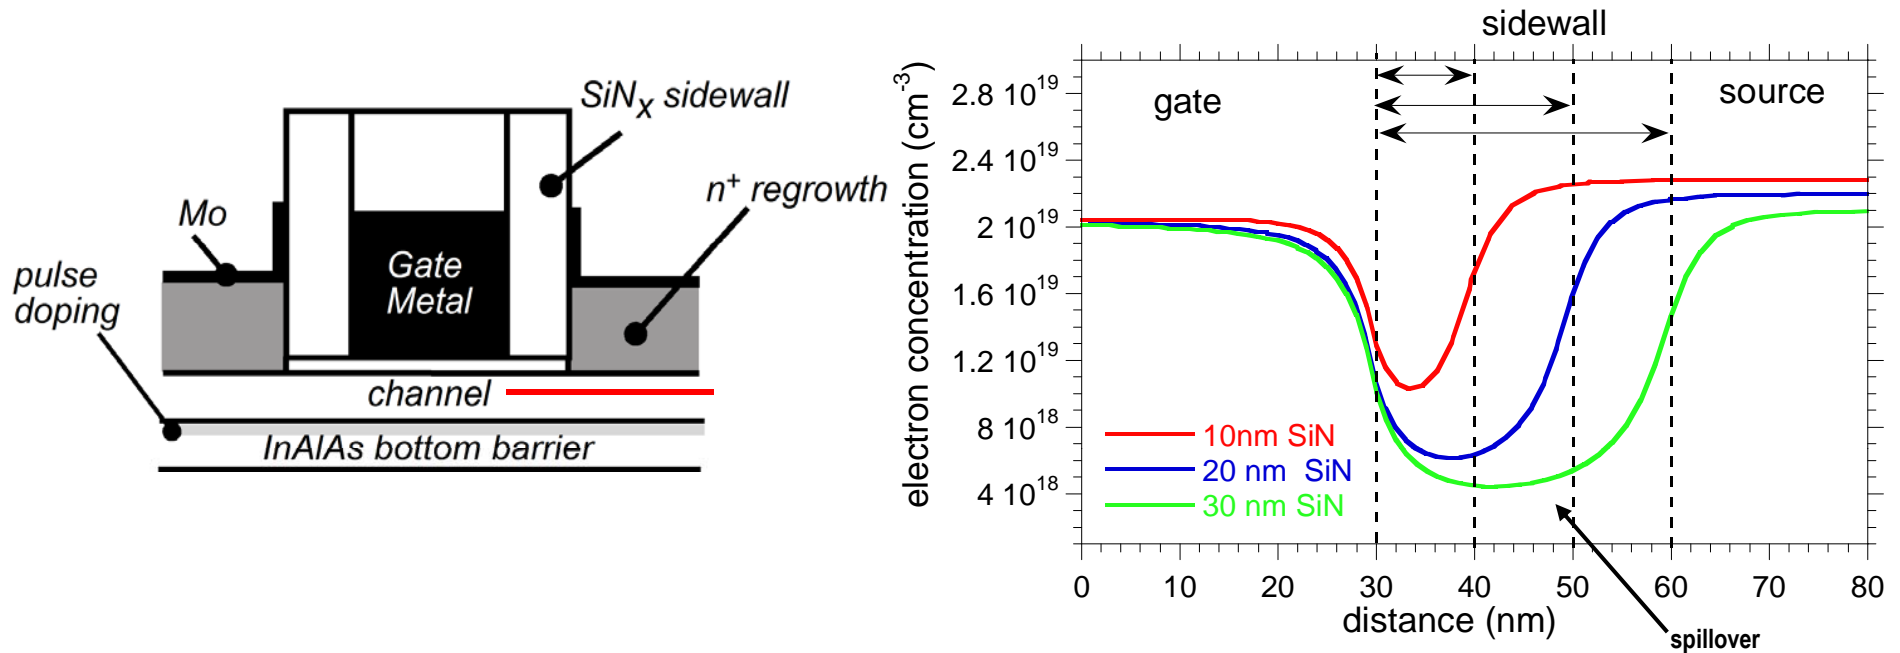 SiNx sidewall
n+ regrowth
Mo
Gate
Metal
pulse
doping
channel
InAlAs bottom barrier
sidewall
gate
source
electron concentration (cm-3)
2.8 10^19
2.4 10^19
2 10^19
1.6 10^19
1.2 10^19
8 10^18
4 10^18
10nm SiN
20 nm SiN
30 nm SiN
0 10 20 30 40 50 60 70 80
distance (nm)
spillover